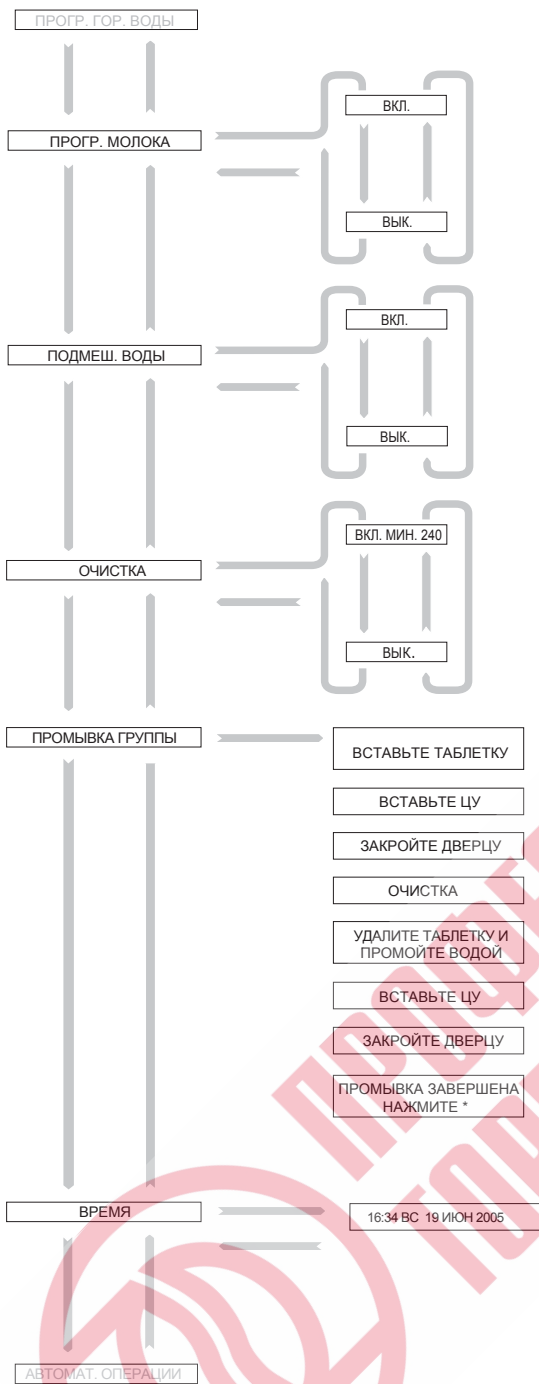 ПРОГР. ГОР. ВОДЫ
ПРОГР. МОЛОКА
ВКЛ.
ВЫК.
ПОДМЕШ. ВОДЫ
ВКЛ.
ВЫК.
ОЧИСТКА
ВКЛ. МИН. 240
ВЫК.
ПРОМЫВКА ГРУППЫ
ВСТАВЬТЕ ТАБЛЕТКУ
ВСТАВЬТЕ ЦУ
ЗАКРОЙТЕ ДВЕРЦУ
ОЧИСТКА
УДАЛИТЕ ТАБЛЕТКУ И
ПРОМОЙТЕ ВОДОЙ
ВСТАВЬТЕ ЦУ
ЗАКРОЙТЕ ДВЕРЦУ
ПРОМЫВКА ЗАВЕРШЕНА
НАЖМИТЕ *
ВРЕМЯ
16:34 ВС 19 ИЮН 2005
АВТОМАТ. ОПЕРАЦИИ